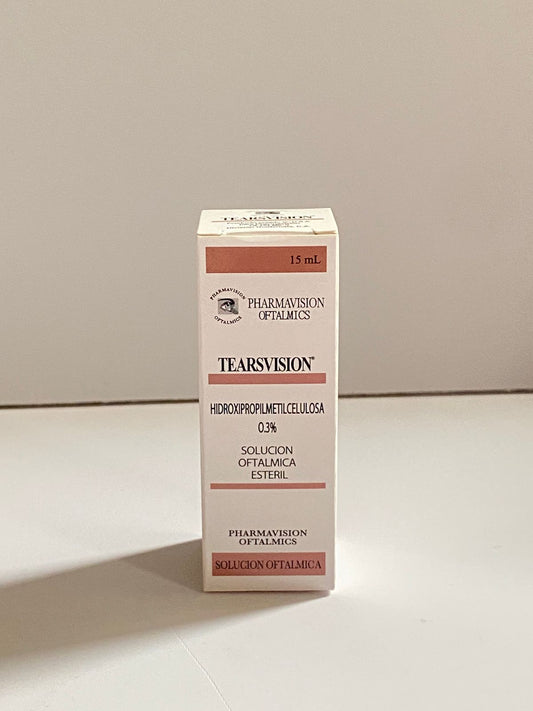 TEARSVISION®
15 mL
PHARMAVISION
OFTALMICS
PHARMAVISION
OFTALMICS
TEARSVISION®
HIDROXIPROPILMETILCELULOSA
0.3%
SOLUCION
OFTALMICA
ESTERIL
PHARMAVISION
OFTALMICS
SOLUCION OFTALMICA